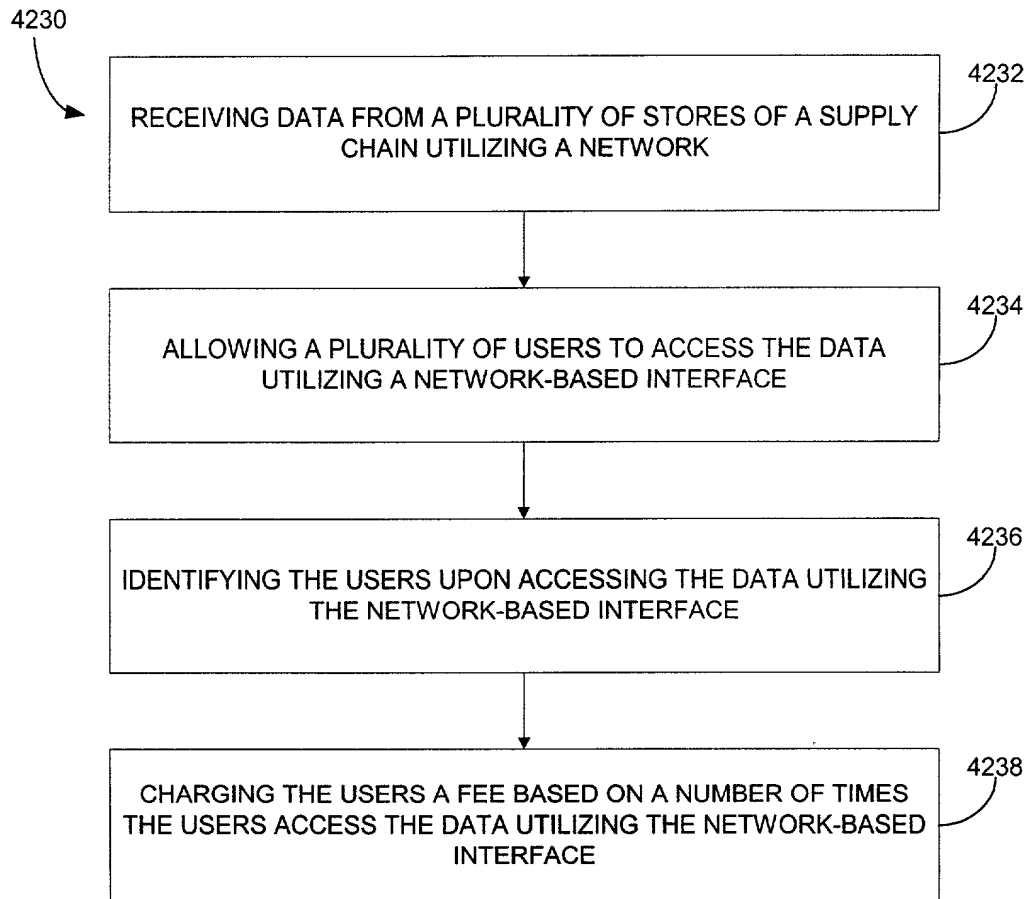 4230
4232
RECEIVING DATA FROM A PLURALITY OF STORES OF A SUPPLY
CHAIN UTILIZING A NETWORK
4234
ALLOWING A PLURALITY OF USERS TO ACCESS THE DATA
UTILIZING A NETWORK-BASED INTERFACE
4236
IDENTIFYING THE USERS UPON ACCESSING THE DATA UTILIZING
THE NETWORK-BASED INTERFACE
4238
CHARGING THE USERS A FEE BASED ON A NUMBER OF TIMES
THE USERS ACCESS THE DATA UTILIZING THE NETWORK-BASED
INTERFACE